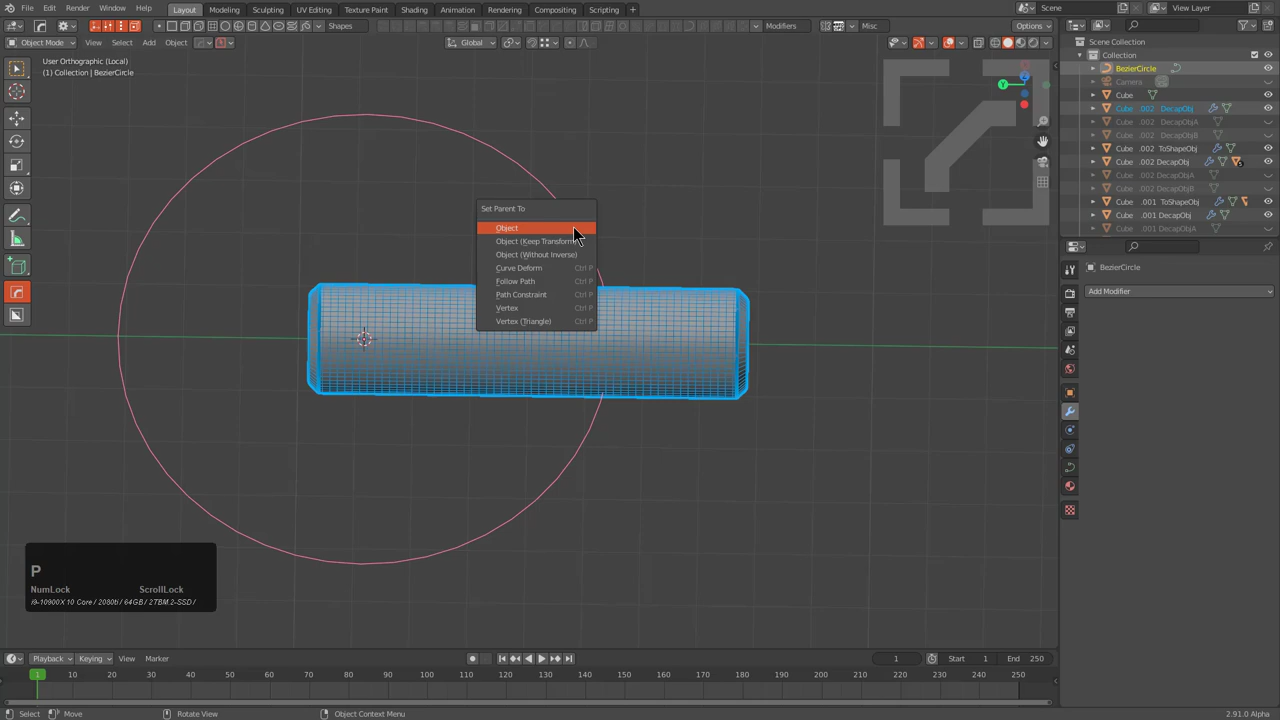 File Edit Render Window Help Layout Modeling Sculpting UV Editing Texture Paint Shading Animation Rendering Compositing Scripting + Scene View Layer
Shapes Modifiers Misc Options
Object Mode View Select Add Object Global Scene Collection
User Orthographic (Local) Collection
(1) Collection | BezierCircle BezierCircle
Camera
Y Cube
Cube .002 DecapObj
Cube .002 DecapObjA
Cube .002 DecapObjB
Cube .002 ToShapeObj
Cube .002 DecapObj
Cube .002 DecapObjA
Cube .002 DecapObjB
Cube .001 ToShapeObj
Cube .001 DecapObj
Cube .001 DecapObjA
BezierCircle
Add Modifier
Set Parent To
Object
Object (Keep Transform)
Object (Without Inverse)
Curve Deform Ctrl P
Follow Path Ctrl P
Path Constraint Ctrl P
Vertex Ctrl P
Vertex (Triangle) Ctrl P
P
NumLock ScrollLock
i9-10900X 10 Core / 2080ti / 64GB / 2TBM.2-SSD /
Playback Keying View Marker 1 Start 1 End 250
1 10 20 30 40 50 60 70 80 90 100 110 120 130 140 150 160 170 180 190 200 210 220 230 240 250
Select Move Rotate View Object Context Menu 2.91.0 Alpha